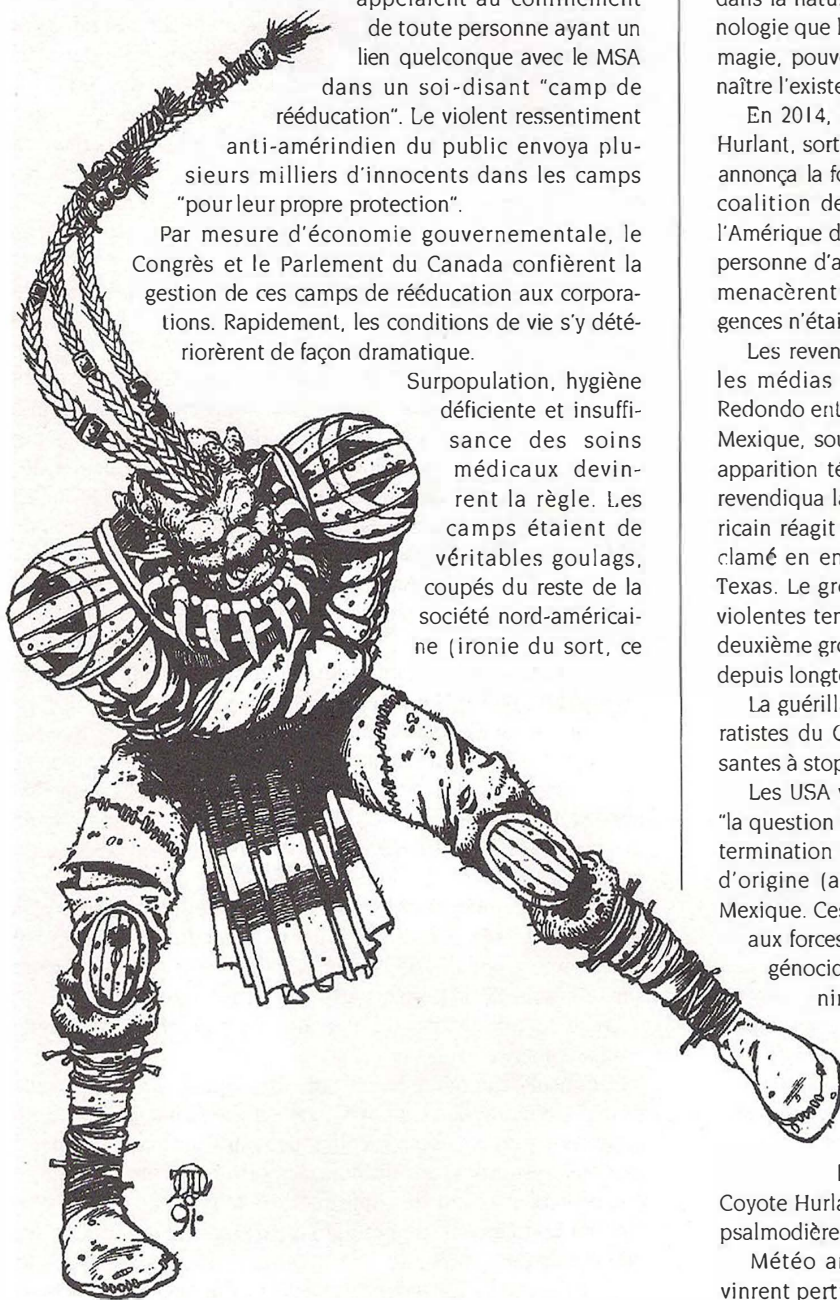 appelaient au confinement
de toute personne ayant un
lien quelconque avec le MSA
dans un soi-disant "camp de
rééducation". Le violent ressentiment
anti-amérindien du public envoya plu-
sieurs milliers d'innocents dans les camps
"pour leur propre protection".
Par mesure d'économie gouvernementale, le
Congrès et le Parlement du Canada confièrent la
gestion de ces camps de rééducation aux corpora-
tions. Rapidement, les conditions de vie s'y dété-
riorèrent de façon dramatique.
Surpopulation, hygiène
déficiente et insuffi-
sance des soins
médicaux devin-
rent la règle. Les
camps étaient de
véritables goulags,
coupés du reste de la
société nord-américai-
ne (ironie du sort, ce
91.
dans la natur
nologie que l
magie, pouv
naître l'existe
En 2014,
Hurlant, sort
annonça la fo
coalition de
l'Amérique d
personne d'a
menacèrent
gences n'étai
Les reven
les médias
Redondo ent
Mexique, sou
apparition té
revendiqua la
ricain réagit
clamé en en
Texas. Le gr
violentes ter
deuxième gro
depuis longt
La guérill
ratistes du C
santes à stop
Les USA
"la question
termination
d'origine (a
Mexique. Ces
aux forces
génocid
nin
Coyote Hurla
psalmodière
Météo an
vinrent pert